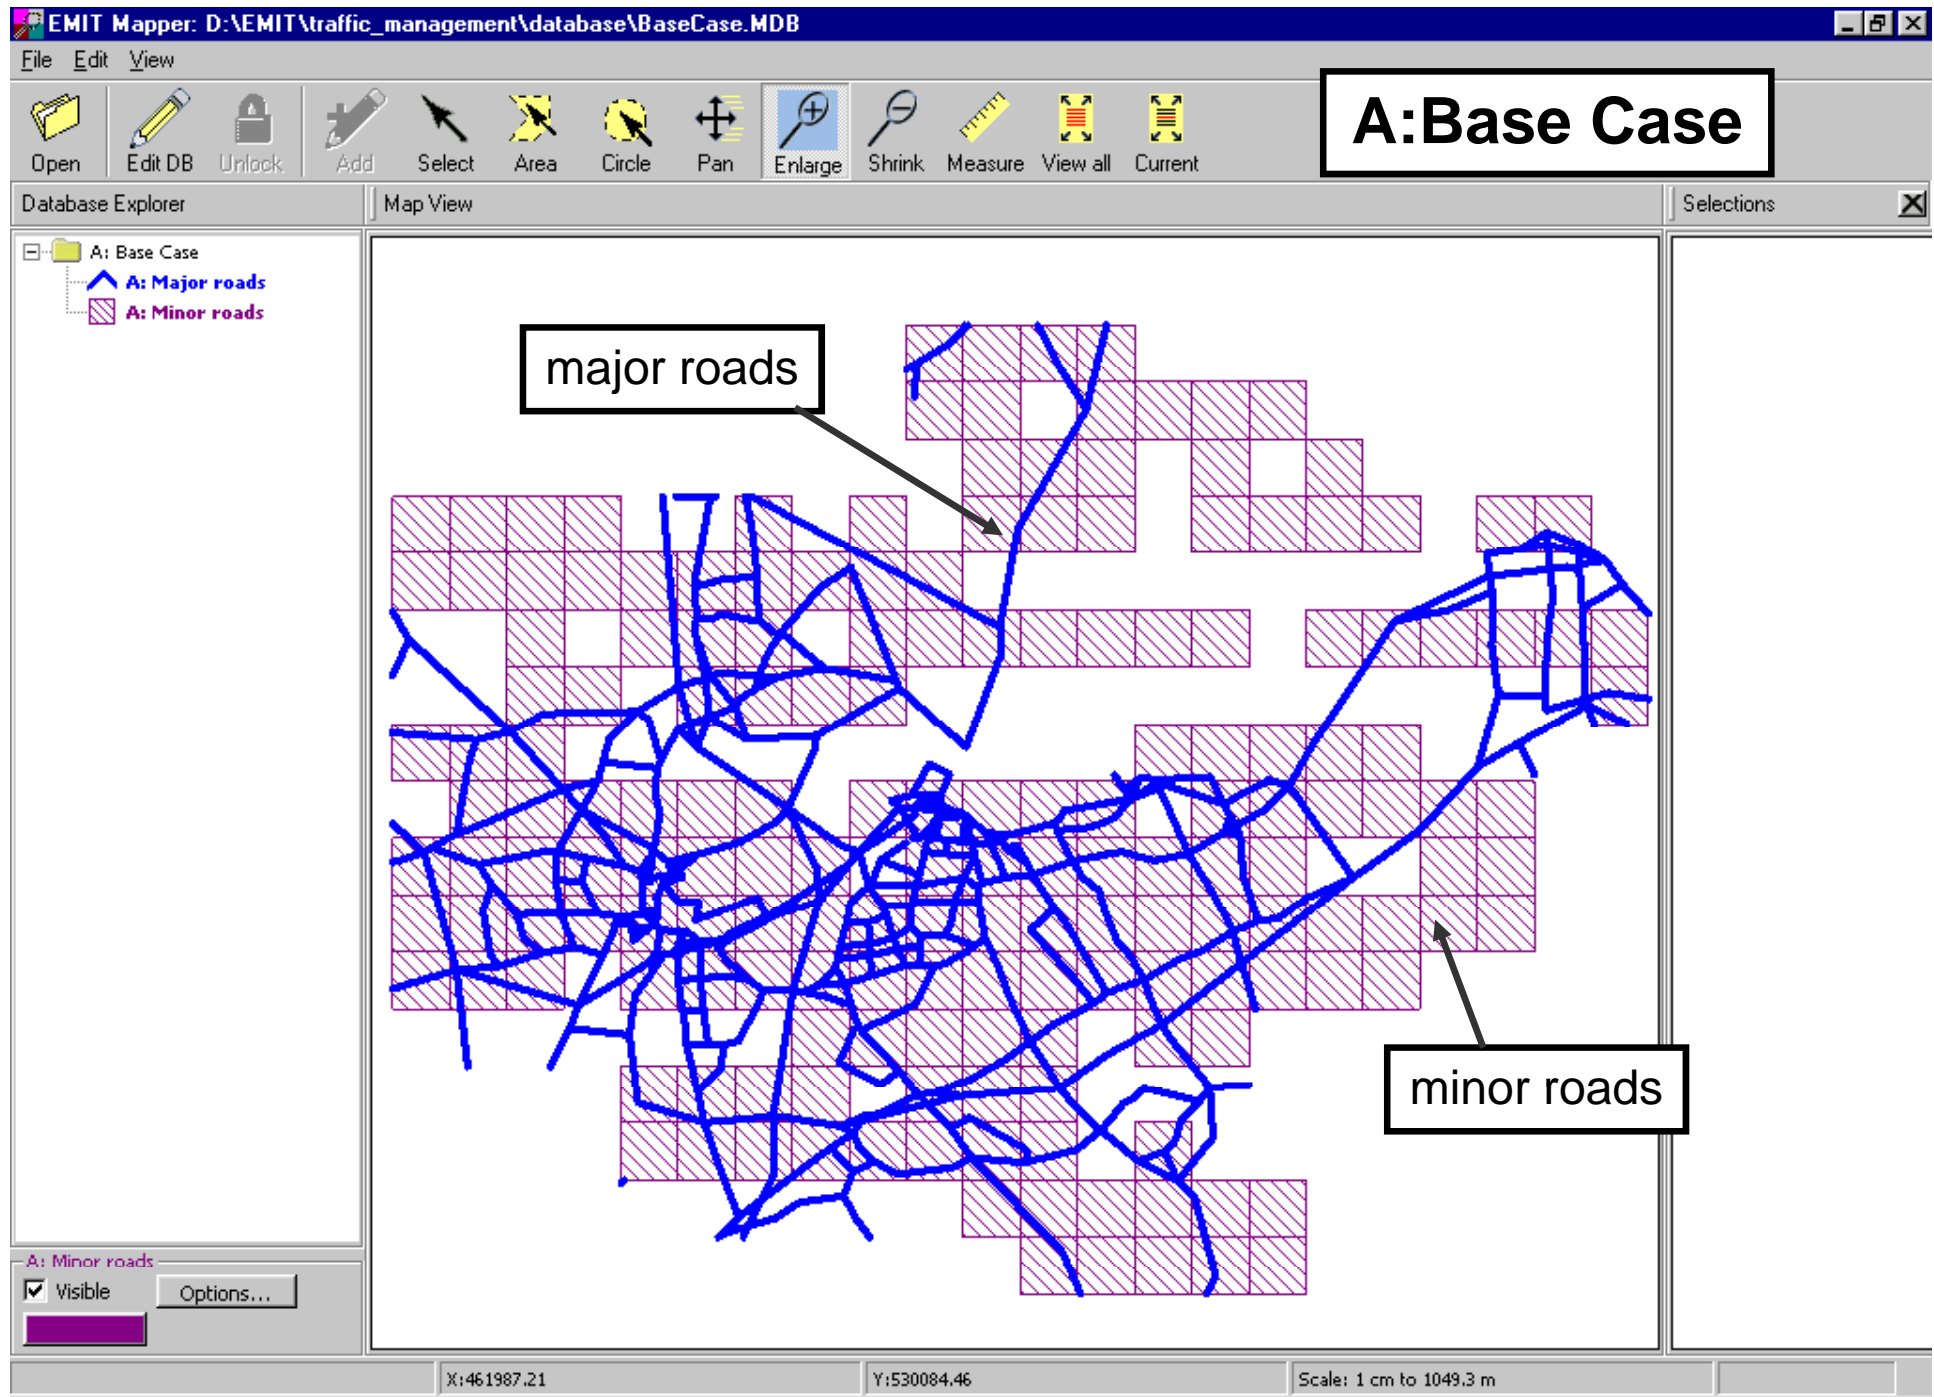 EMIT Mapper: D:\EMIT\traffic_management\database\BaseCase.MDB
File Edit View
A:Base Case
Open Edit DB Unlock Add Select Area Circle Pan Enlarge Shrink Measure View all Current
Database Explorer
Map View
Selections
A: Base Case
A: Major roads
A: Minor roads
major roads
minor roads
A: Minor roads
Visible Options...
X:461987.21 Y:530084.46 Scale: 1 cm to 1049.3 m